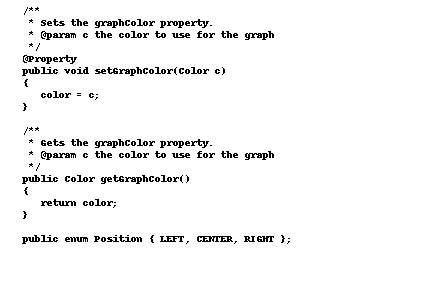 /**
 * Sets the graphColor property.
 * @param c the color to use for the graph
 */
@Property
public void setGraphColor(Color c)
{
   color = c;
}
/**
 * Gets the graphColor property.
 * @param c the color to use for the graph
 */
public Color getGraphColor()
{
   return color;
}
public enum Position { LEFT, CENTER, RIGHT };